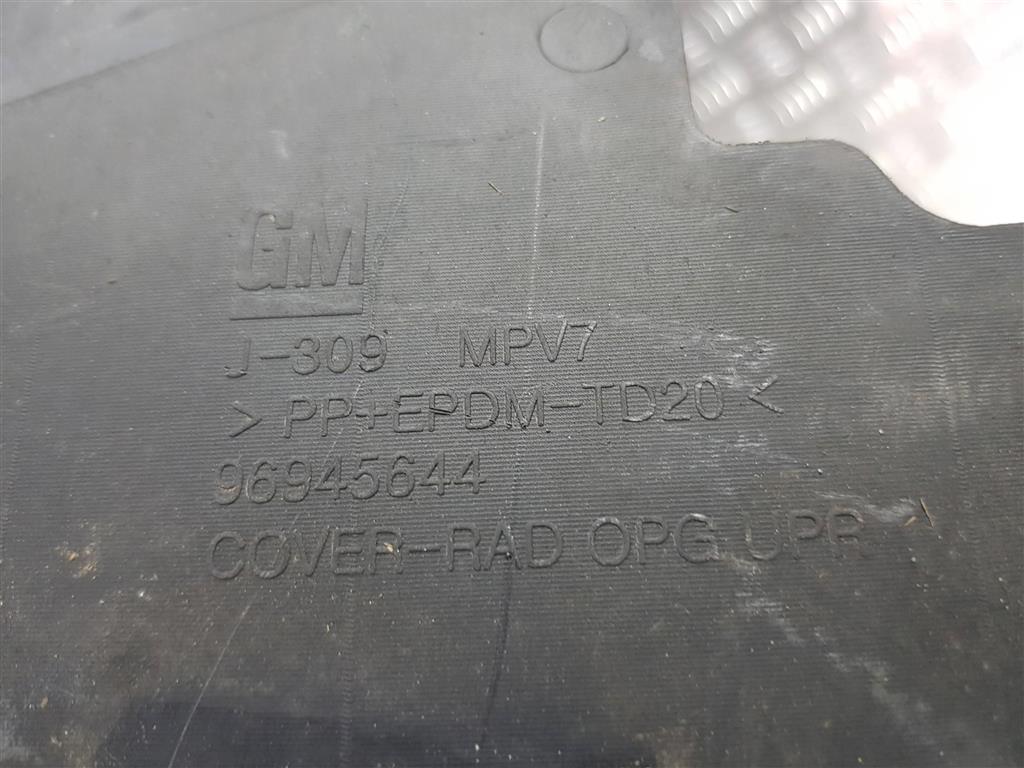 GM
J-309 MPV7
> PP+EPDM-TD20 <
96945644
COVER-RAD OPG UPR